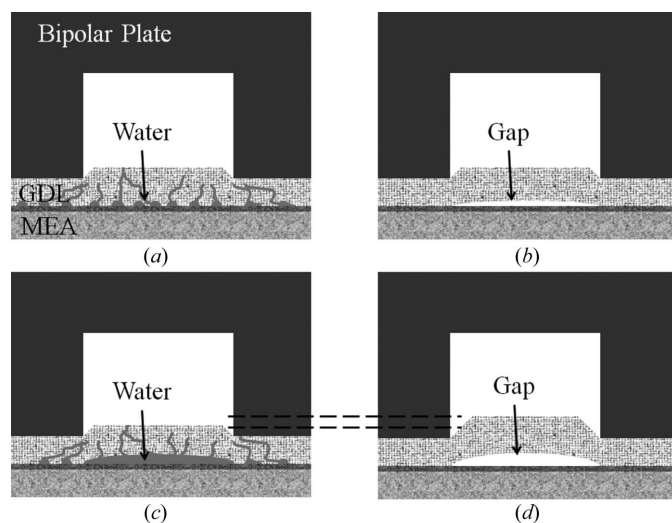 Bipolar Plate
Water
GDL
MEA
(a)
Gap
(b)
Water
(c)
Gap
(d)